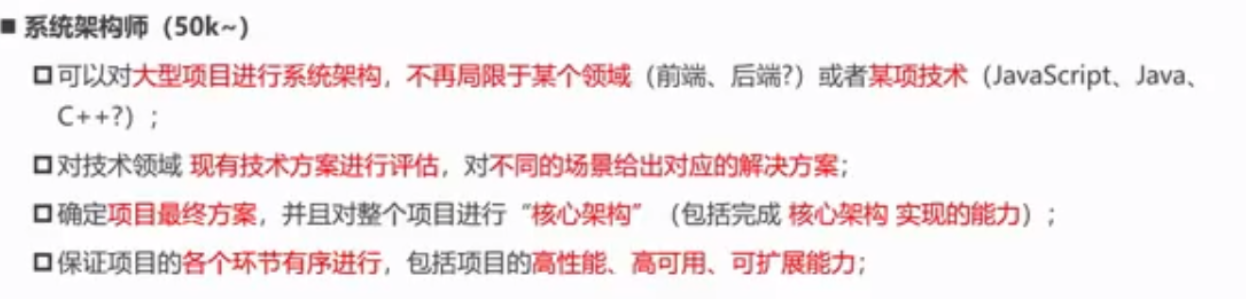 ■ 系统架构师（50k~）
□ 可以对大型项目进行系统架构，不再局限于某个领域（前端、后端?）或者某项技术（JavaScript、Java、
C++?）;
□ 对技术领域 现有技术方案进行评估，对不同的场景给出对应的解决方案;
□ 确定项目最终方案，并且对整个项目进行“核心架构”（包括完成 核心架构 实现的能力）;
□ 保证项目的各个环节有序进行，包括项目的高性能、高可用、可扩展能力;